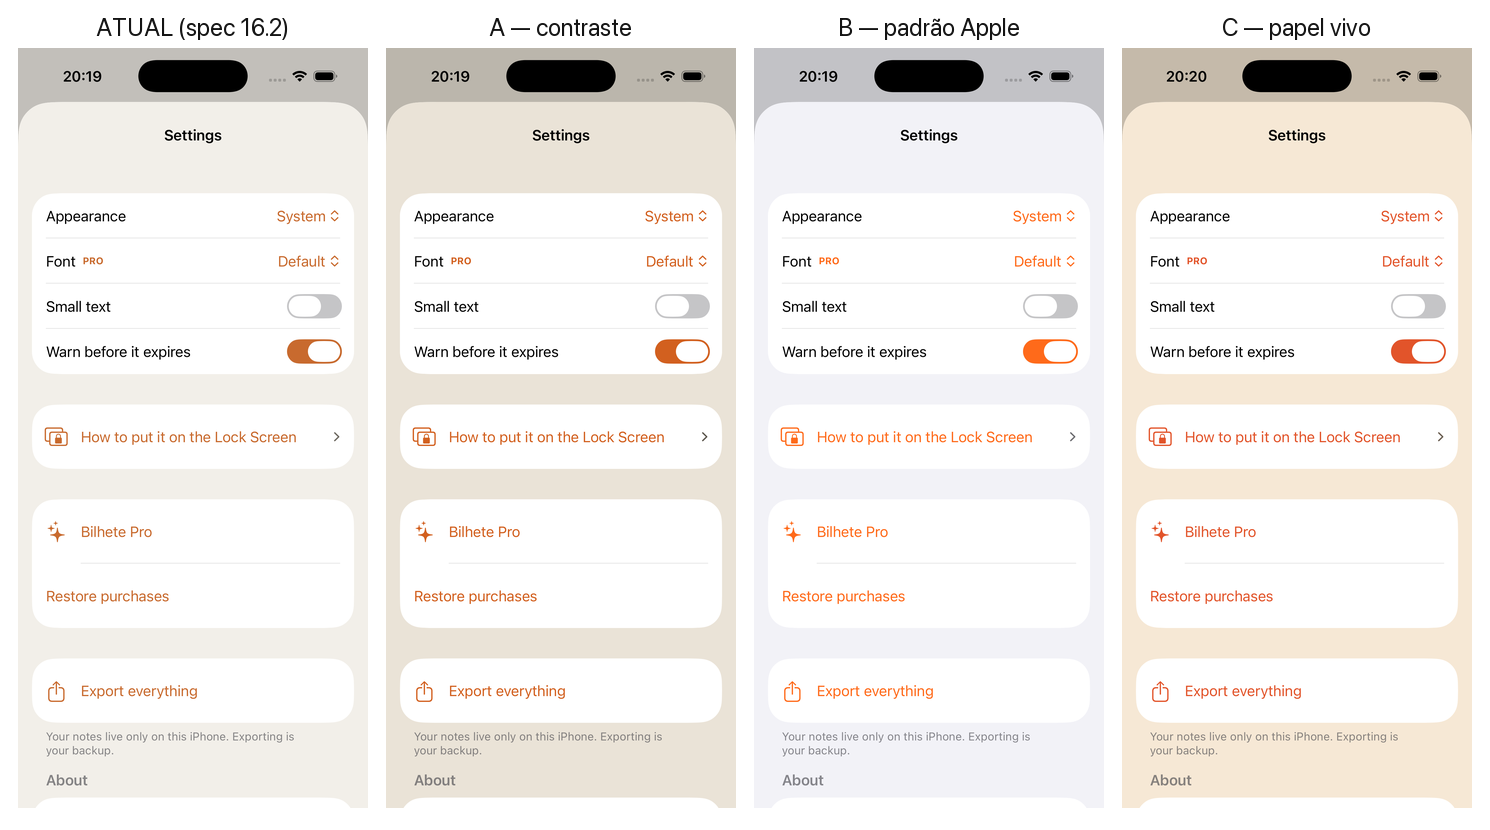 ATUAL (spec 16.2)
20:19
Settings
Appearance
System
Font PRO
Default
Small text
Warn before it expires
How to put it on the Lock Screen
Bilhete Pro
Restore purchases
Export everything
Your notes live only on this iPhone. Exporting is
your backup.
About
A — contraste
20:19
Settings
Appearance
System
Font PRO
Default
Small text
Warn before it expires
How to put it on the Lock Screen
Bilhete Pro
Restore purchases
Export everything
Your notes live only on this iPhone. Exporting is
your backup.
About
B — padrão Apple
20:19
Settings
Appearance
System
Font PRO
Default
Small text
Warn before it expires
How to put it on the Lock Screen
Bilhete Pro
Restore purchases
Export everything
Your notes live only on this iPhone. Exporting is
your backup.
About
C — papel vivo
20:20
Settings
Appearance
System
Font PRO
Default
Small text
Warn before it expires
How to put it on the Lock Screen
Bilhete Pro
Restore purchases
Export everything
Your notes live only on this iPhone. Exporting is
your backup.
About